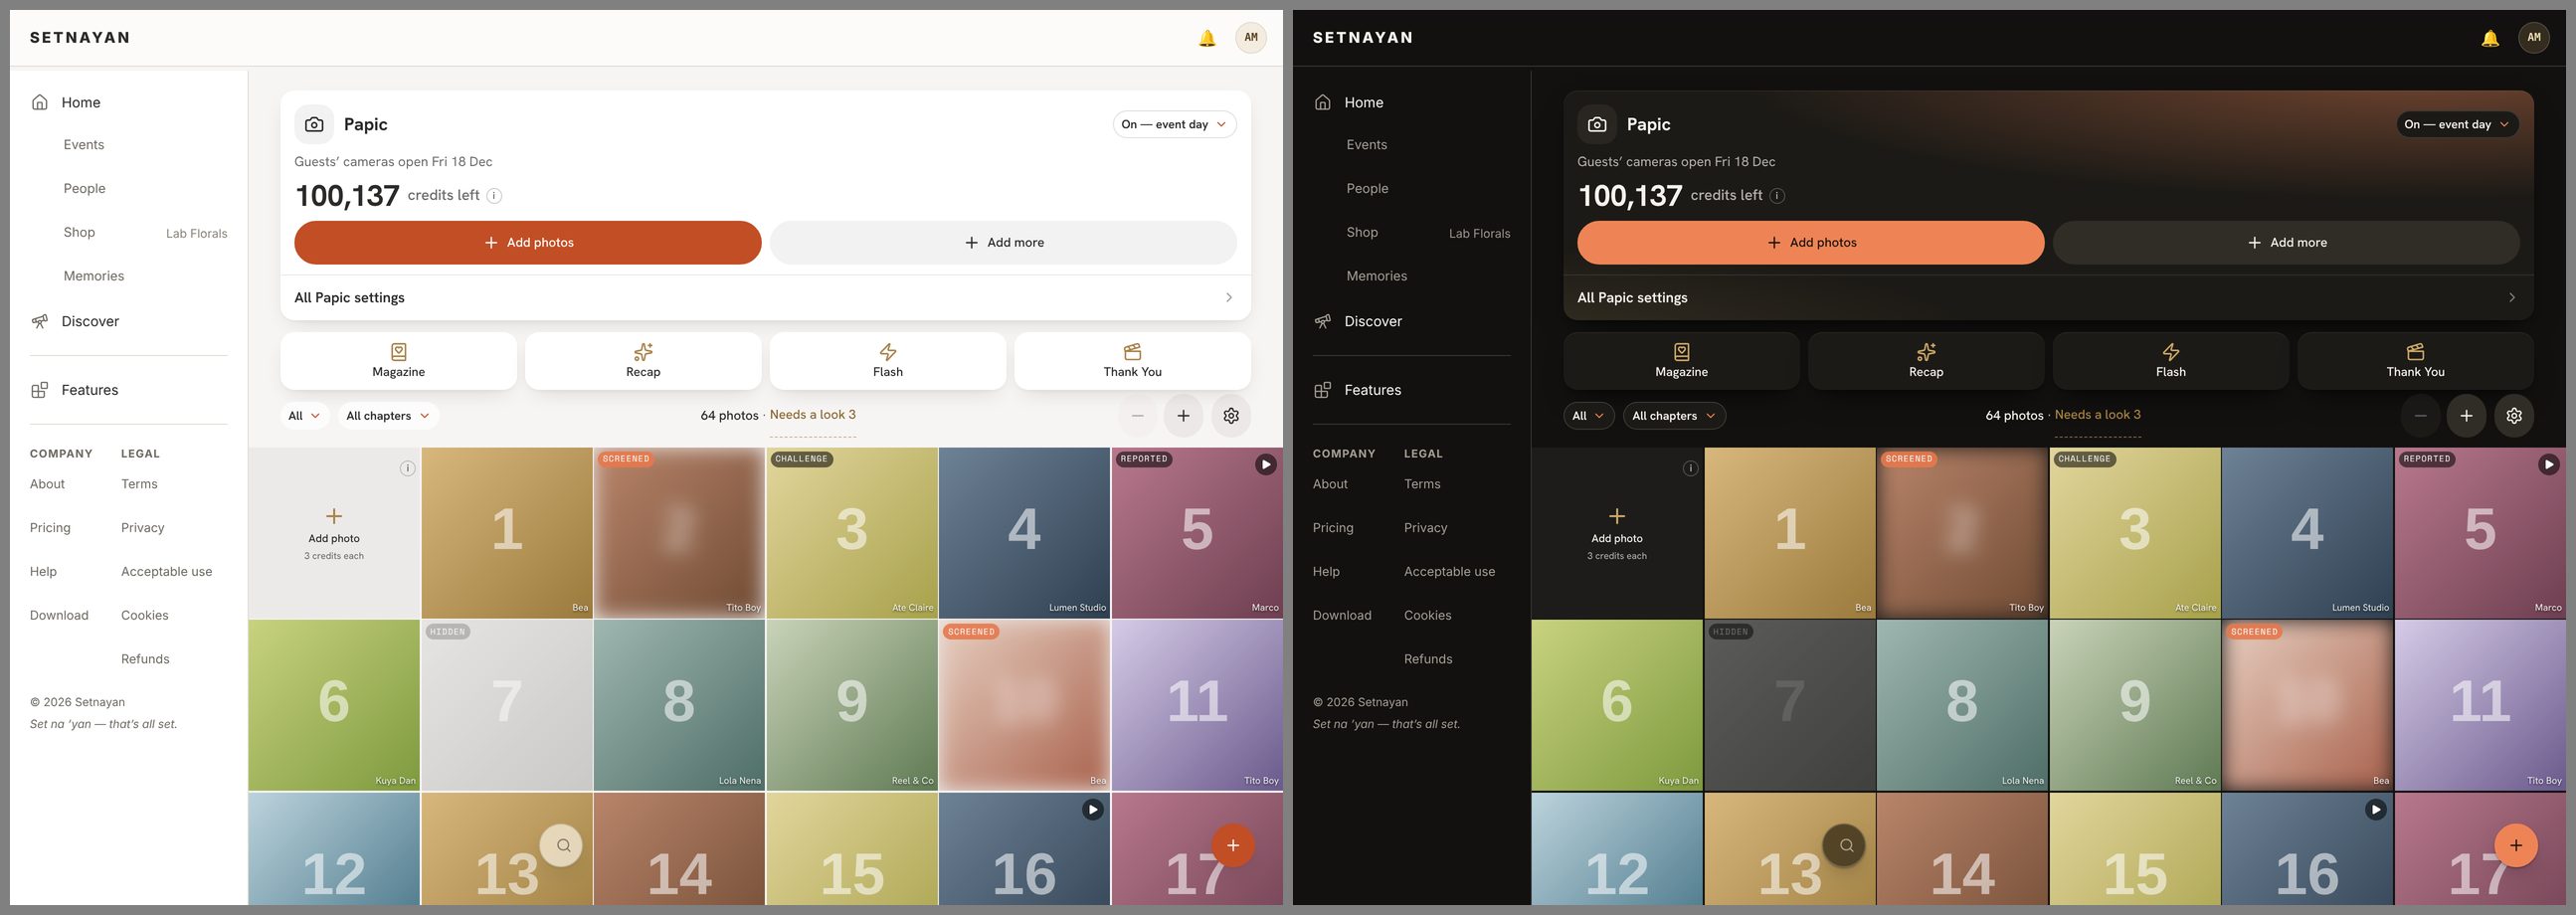 SETNAYAN
🔔 AM
Home
Events
People
Shop Lab Florals
Memories
Discover
Features
COMPANY LEGAL
About Terms
Pricing Privacy
Help Acceptable use
Download Cookies
Refunds
© 2026 Setnayan
Set na ’yan — that’s all set.
Papic
On — event day
Guests’ cameras open Fri 18 Dec
100,137 credits left i
+ Add photos
+ Add more
All Papic settings
Magazine
Recap
Flash
Thank You
All
All chapters
64 photos · Needs a look 3
i
Add photo
3 credits each
1
Bea
SCREENED
2
Tito Boy
CHALLENGE
3
Ate Claire
4
Lumen Studio
REPORTED
5
Marco
6
Kuya Dan
HIDDEN
7
8
Lola Nena
9
Reel & Co
SCREENED
Bea
11
Tito Boy
12
13
14
15
16
17
SETNAYAN
🔔 AM
Home
Events
People
Shop Lab Florals
Memories
Discover
Features
COMPANY LEGAL
About Terms
Pricing Privacy
Help Acceptable use
Download Cookies
Refunds
© 2026 Setnayan
Set na ’yan — that’s all set.
Papic
On — event day
Guests’ cameras open Fri 18 Dec
100,137 credits left i
+ Add photos
+ Add more
All Papic settings
Magazine
Recap
Flash
Thank You
All
All chapters
64 photos · Needs a look 3
i
Add photo
3 credits each
1
Bea
SCREENED
2
Tito Boy
CHALLENGE
3
Ate Claire
4
Lumen Studio
REPORTED
5
Marco
6
Kuya Dan
HIDDEN
7
8
Lola Nena
9
Reel & Co
SCREENED
Bea
11
Tito Boy
12
13
14
15
16
17